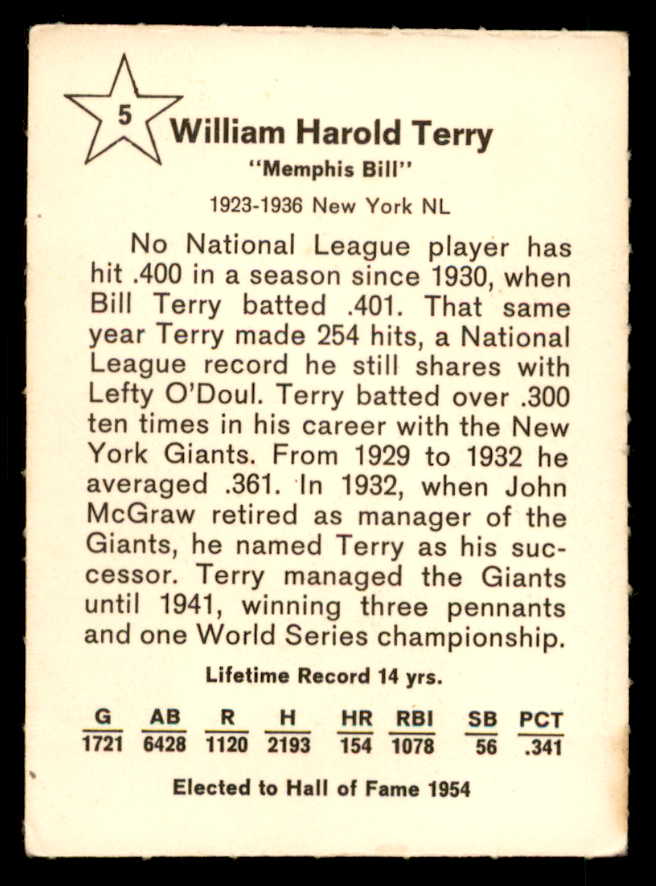 5
William Harold Terry
"Memphis Bill"
1923-1936 New York NL
No National League player has
hit .400 in a season since 1930, when
Bill Terry batted .401. That same
year Terry made 254 hits, a National
League record he still shares with
Lefty O'Doul. Terry batted over .300
ten times in his career with the New
York Giants. From 1929 to 1932 he
averaged .361. In 1932, when John
McGraw retired as manager of the
Giants, he named Terry as his suc-
cessor. Terry managed the Giants
until 1941, winning three pennants
and one World Series championship.
Lifetime Record 14 yrs.
G AB R H HR RBI SB PCT
1721 6428 1120 2193 154 1078 56 .341
Elected to Hall of Fame 1954